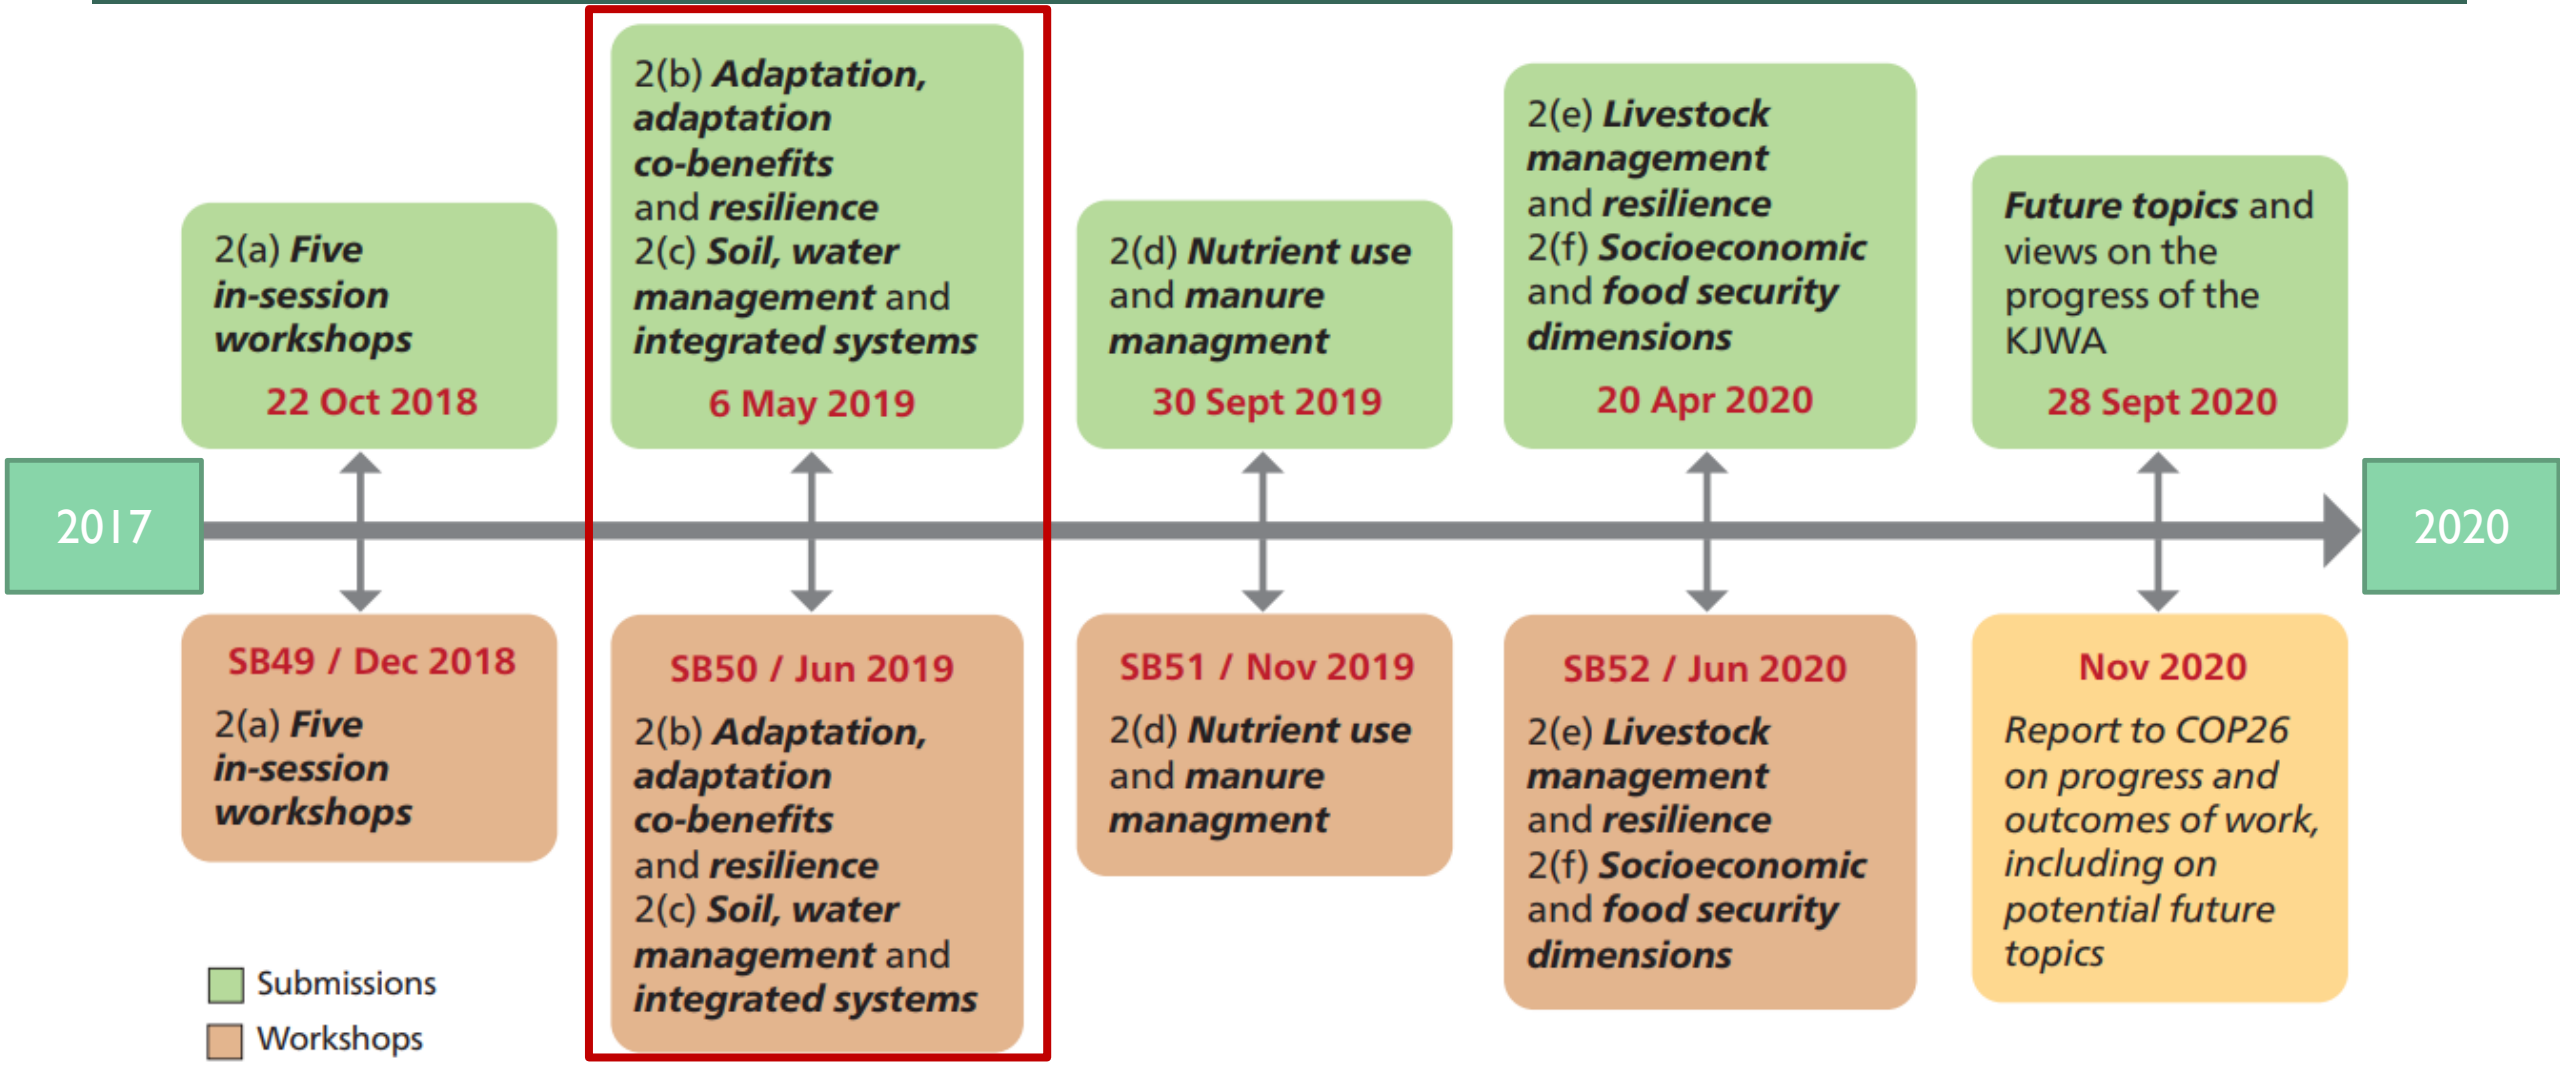 2(a) Five
in-session
workshops
22 Oct 2018
2(b) Adaptation,
adaptation
co-benefits
and resilience
2(c) Soil, water
management and
integrated systems
6 May 2019
2(d) Nutrient use
and manure
managment
30 Sept 2019
2(e) Livestock
management
and resilience
2(f) Socioeconomic
and food security
dimensions
20 Apr 2020
Future topics and
views on the
progress of the
KJWA
28 Sept 2020
2017
2020
SB49 / Dec 2018
2(a) Five
in-session
workshops
SB50 / Jun 2019
2(b) Adaptation,
adaptation
co-benefits
and resilience
2(c) Soil, water
management and
integrated systems
SB51 / Nov 2019
2(d) Nutrient use
and manure
managment
SB52 / Jun 2020
2(e) Livestock
management
and resilience
2(f) Socioeconomic
and food security
dimensions
Nov 2020
Report to COP26
on progress and
outcomes of work,
including on
potential future
topics
Submissions
Workshops